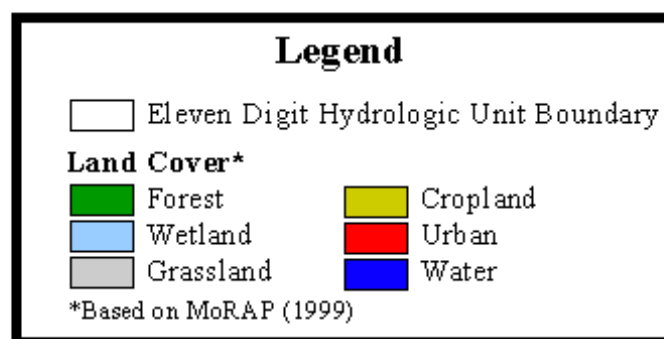 Legend
Eleven Digit Hydrologic Unit Boundary
Land Cover*
Forest Cropland
Wetland Urban
Grassland Water
*Based on MoRAP (1999)